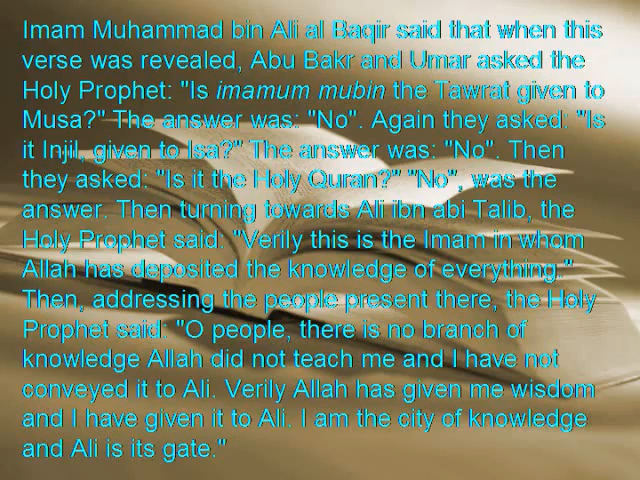 Imam Muhammad bin Ali al Baqir said that when this
verse was revealed, Abu Bakr and Umar asked the
Holy Prophet: "Is imamum mubin the Tawrat given to
Musa?" The answer was: "No". Again they asked: "Is
it Injil, given to Isa?" The answer was: "No". Then
they asked: "Is it the Holy Quran?" "No", was the
answer. Then turning towards Ali ibn abi Talib, the
Holy Prophet said: "Verily this is the Imam in whom
Allah has deposited the knowledge of everything."
Then, addressing the people present there, the Holy
Prophet said: "O people, there is no branch of
knowledge Allah did not teach me and I have not
conveyed it to Ali. Verily Allah has given me wisdom
and I have given it to Ali. I am the city of knowledge
and Ali is its gate."